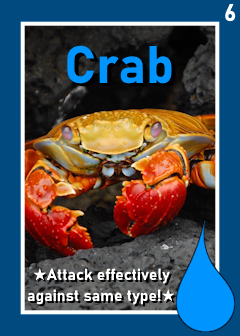 6
Crab
★Attack effectively
against same type!★